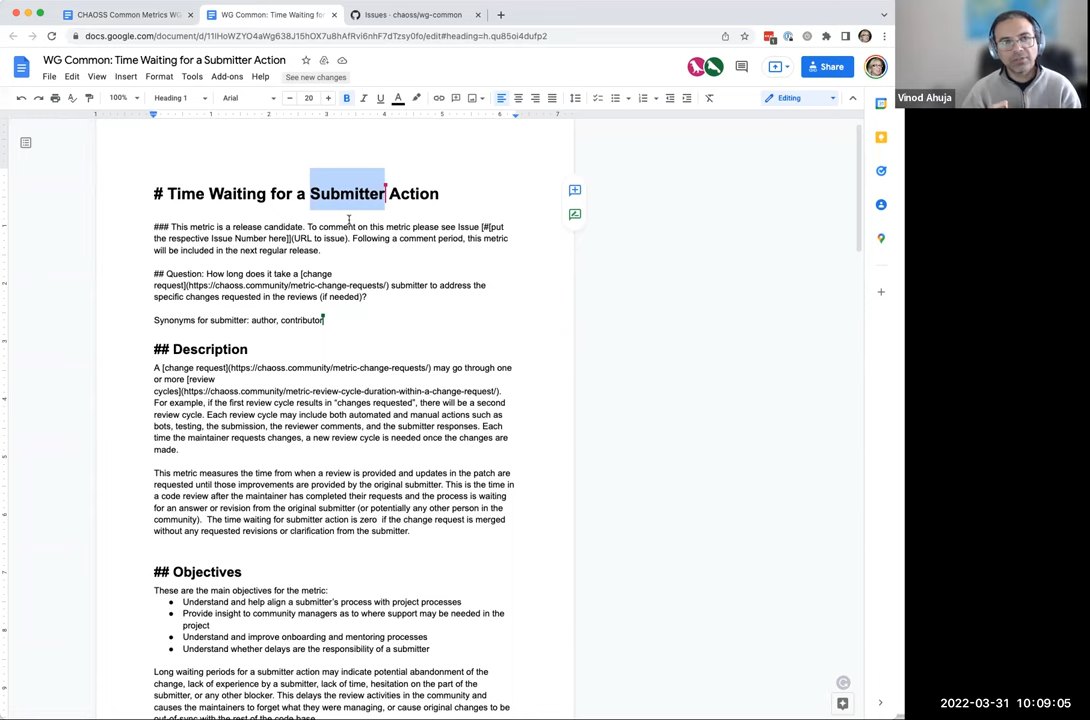 CHAOSS Common Metrics WG
WG Common: Time Waiting for
Issues · chaoss/wg-common
docs.google.com/document/d/11IHoWZYO4aWg638J15hOX7u8hAfRvi6nhF7dTzsy0fo/edit#heading=h.qu85oi4dufp2
WG Common: Time Waiting for a Submitter Action
File Edit View Insert Format Tools Add-ons Help See new changes
Share
100% Heading 1 Arial 20 B I U A Editing
# Time Waiting for a Submitter Action
### This metric is a release candidate. To comment on this metric please see Issue [#[put
the respective Issue Number here]](URL to issue). Following a comment period, this metric
will be included in the next regular release.
## Question: How long does it take a [change
request](https://chaoss.community/metric-change-requests/) submitter to address the
specific changes requested in the reviews (if needed)?
Synonyms for submitter: author, contributor
## Description
A [change request](https://chaoss.community/metric-change-requests/) may go through one
or more [review
cycles](https://chaoss.community/metric-review-cycle-duration-within-a-change-request/).
For example, if the first review cycle results in “changes requested”, there will be a second
review cycle. Each review cycle may include both automated and manual actions such as
bots, testing, the submission, the reviewer comments, and the submitter responses. Each
time the maintainer requests changes, a new review cycle is needed once the changes are
made.
This metric measures the time from when a review is provided and updates in the patch are
requested until those improvements are provided by the original submitter. This is the time in
a code review after the maintainer has completed their requests and the process is waiting
for an answer or revision from the original submitter (or potentially any other person in the
community). The time waiting for submitter action is zero if the change request is merged
without any requested revisions or clarification from the submitter.
## Objectives
These are the main objectives for the metric:
● Understand and help align a submitter’s process with project processes
● Provide insight to community managers as to where support may be needed in the
project
● Understand and improve onboarding and mentoring processes
● Understand whether delays are the responsibility of a submitter
Long waiting periods for a submitter action may indicate potential abandonment of the
change, lack of experience by a submitter, lack of time, hesitation on the part of the
submitter, or any other blocker. This delays the review activities in the community and
causes the maintainers to forget what they were managing, or cause original changes to be
out of sync with the rest of the code base.
Vinod Ahuja
2022-03-31 10:09:05